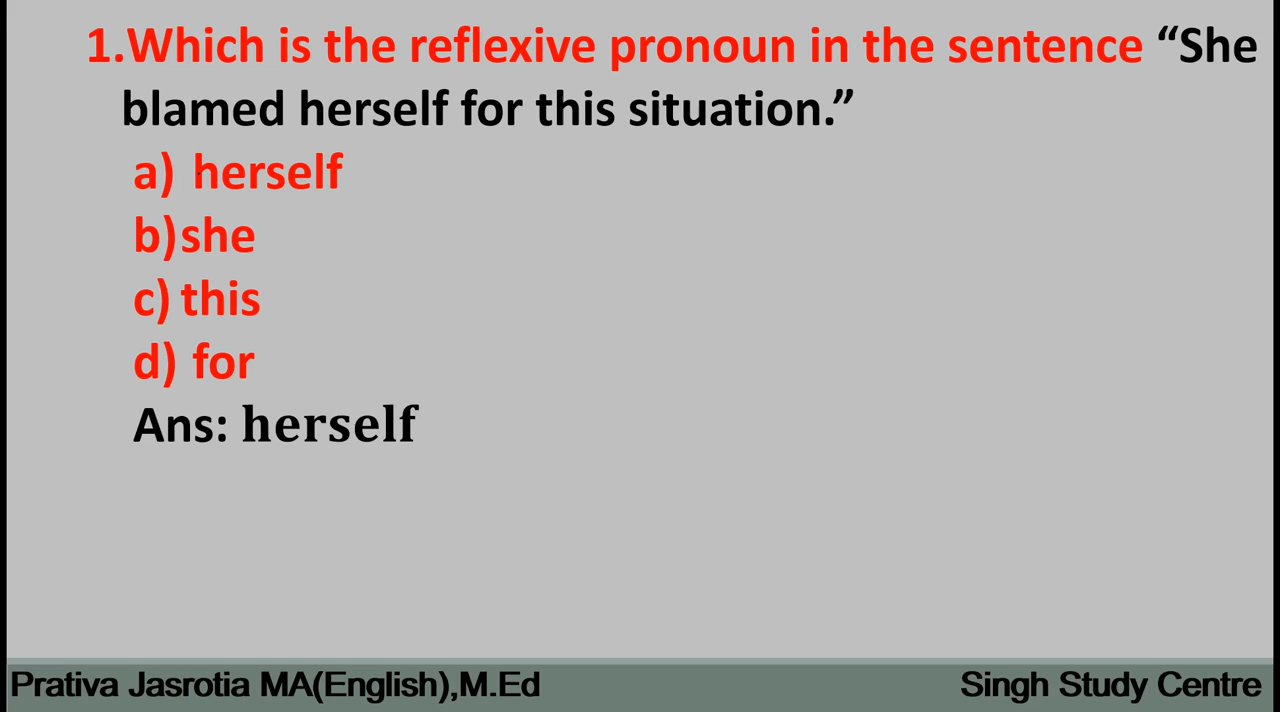 1.Which is the reflexive pronoun in the sentence “She
blamed herself for this situation.”
a) herself
b)she
c) this
d) for
Ans: herself
Prativa Jasrotia MA(English),M.Ed Singh Study Centre